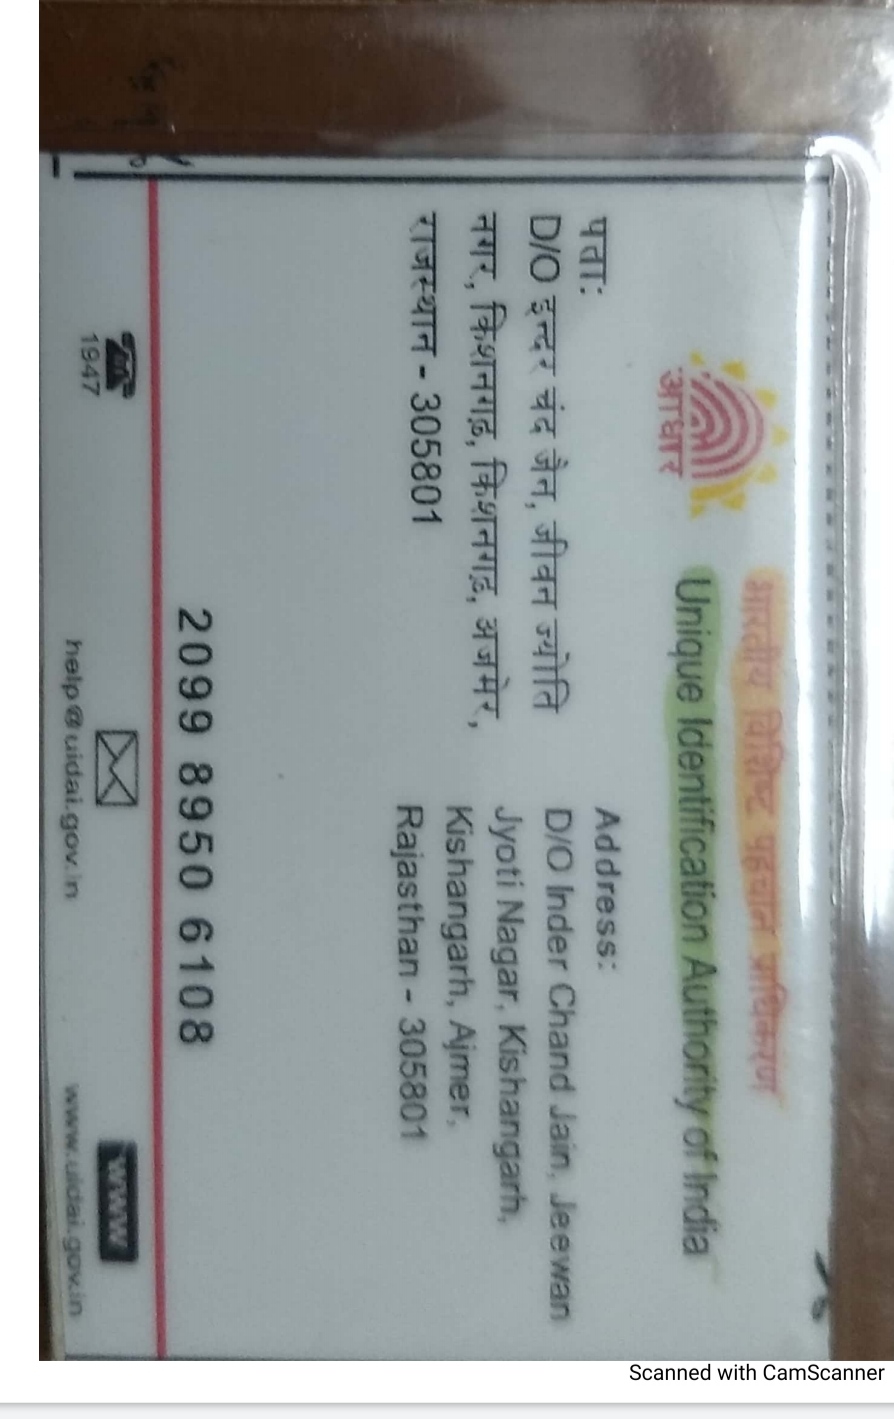 भारतीय विशिष्ट पहचान प्राधिकरण
Unique Identification Authority of India
आधार
पता:
D/O इन्दर चंद जैन, जीवन ज्योति
नगर, किशनगढ़, किशनगढ़, अजमेर,
राजस्थान - 305801
Address:
D/O Inder Chand Jain, Jeewan
Jyoti Nagar, Kishangarh,
Kishangarh, Ajmer,
Rajasthan - 305801
2099 8950 6108
1947
help@uidai.gov.in
www
www.uidai.gov.in
Scanned with CamScanner